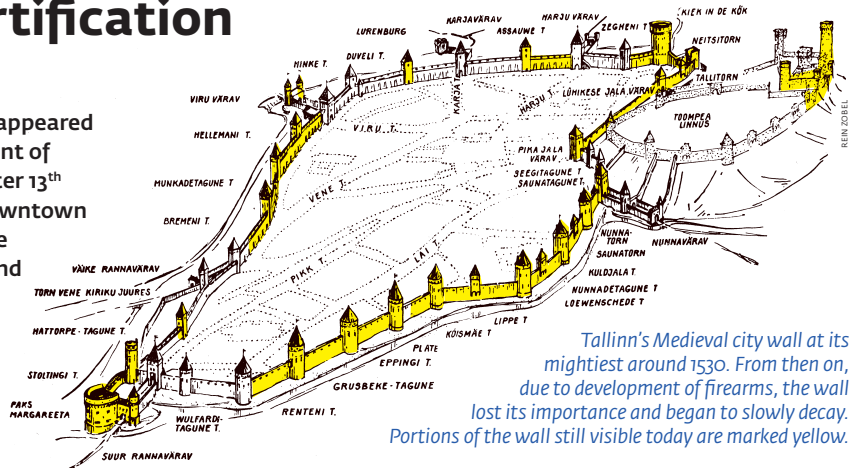 rtification
appeared
nt of
ter 13th
owntown
e
nd
KIEK IN DE KÖK
KARJAVÄRAV
HARJU VÄRAV
LURENBURG
ASSAUWE T
ZEGHENI T
NEITSITORN
DUVELI T.
HINKE T.
TALLITORN
VIRU VÄRAV
KARJA T
HARJU T.
LÜHIKESE JALA VÄRAV
TOOMPEA
LINNUS
REIN ZOBEL
HELLEMANI T.
VIRU T.
PIKA JALA
VÄRAV
SEEGITAGUNE T
SAUNATAGUNE T.
MUNKADETAGUNE T
VENE T.
BREMENI T.
NUNNA-
TORN
NUNNAVÄRAV
SAUNATORN
PIKK T.
LAI T.
KULDJALA T.
VÄIKE RANNAVÄRAV
NUNNADETAGUNE T
TORN VENE KIRIKU JUURES
LOEWENSCHEDE T
LIPPE T
HATTORPE-TAGUNE T.
KÖISMÄE T
PLATE
EPPINGI T.
STOLTINGI T.
GRUSBEKE-TAGUNE
PAKS
MARGAREETA
RENTENI T.
WULFARDI-
TAGUNE T.
SUUR RANNAVÄRAV
Tallinn's Medieval city wall at its
mightiest around 1530. From then on,
due to development of firearms, the wall
lost its importance and began to slowly decay.
Portions of the wall still visible today are marked yellow.